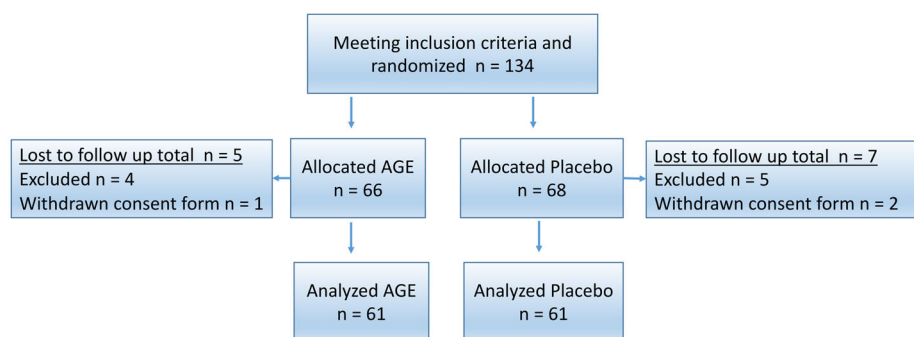 Meeting inclusion criteria and
randomized n = 134
Lost to follow up total n = 5
Excluded n = 4
Withdrawn consent form n = 1
Allocated AGE
n = 66
Allocated Placebo
n = 68
Lost to follow up total n = 7
Excluded n = 5
Withdrawn consent form n = 2
Analyzed AGE
n = 61
Analyzed Placebo
n = 61